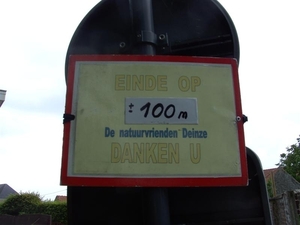 EINDE OP
± 100 m
De natuurvrienden Deinze
DANKEN U